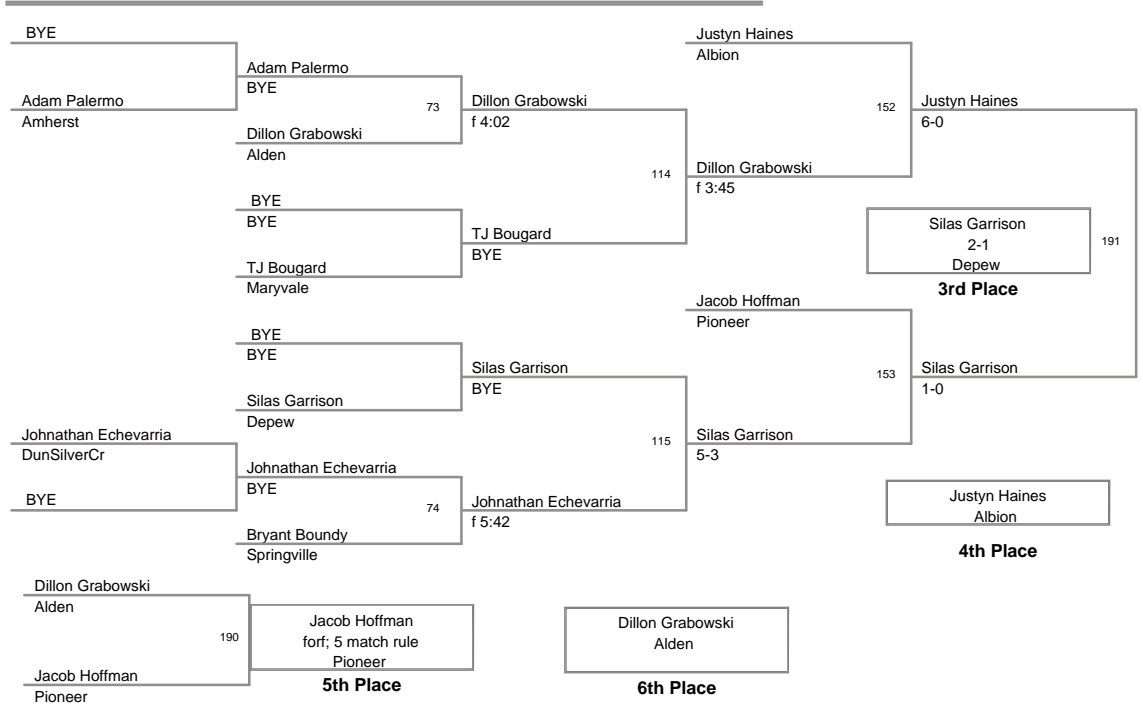 BYE
Adam Palermo
Amherst
Adam Palermo
BYE
73
Dillon Grabowski
Alden
Dillon Grabowski
f 4:02
BYE
BYE
TJ Bougard
Maryvale
TJ Bougard
BYE
114
Dillon Grabowski
f 3:45
Justyn Haines
Albion
152
Justyn Haines
6-0
Silas Garrison
2-1
Depew
3rd Place
191
BYE
BYE
Silas Garrison
Depew
Silas Garrison
BYE
Johnathan Echevarria
DunSilverCr
BYE
Johnathan Echevarria
BYE
74
Bryant Boundy
Springville
Johnathan Echevarria
f 5:42
115
Silas Garrison
5-3
Jacob Hoffman
Pioneer
153
Silas Garrison
1-0
Justyn Haines
Albion
4th Place
Dillon Grabowski
Alden
190
Jacob Hoffman
Pioneer
Jacob Hoffman
forf; 5 match rule
Pioneer
5th Place
Dillon Grabowski
Alden
6th Place